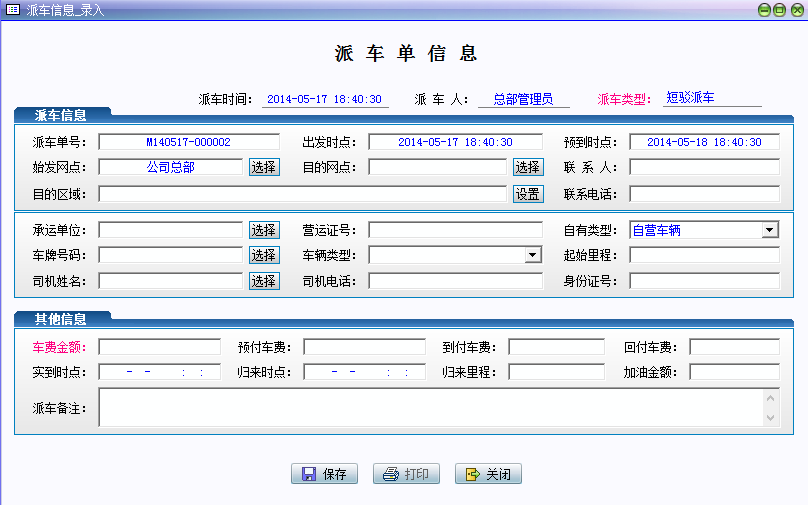 派车信息_录入
派 车 单 信 息
派车时间： 2014-05-17 18:40:30 派 车 人： 总部管理员 派车类型： 短驳派车
派车信息
派车单号： M140517-000002 出发时点： 2014-05-17 18:40:30 预到时点： 2014-05-18 18:40:30
始发网点： 公司总部 选择 目的网点： 选择 联 系 人：
目的区域： 设置 联系电话：
承运单位： 选择 营运证号： 自有类型： 自营车辆
车牌号码： 选择 车辆类型： 起始里程：
司机姓名： 选择 司机电话： 身份证号：
其他信息
车费金额： 预付车费： 到付车费： 回付车费：
实到时点： - - : : 归来时点： - - : : 归来里程： 加油金额：
派车备注：
保存 打印 关闭